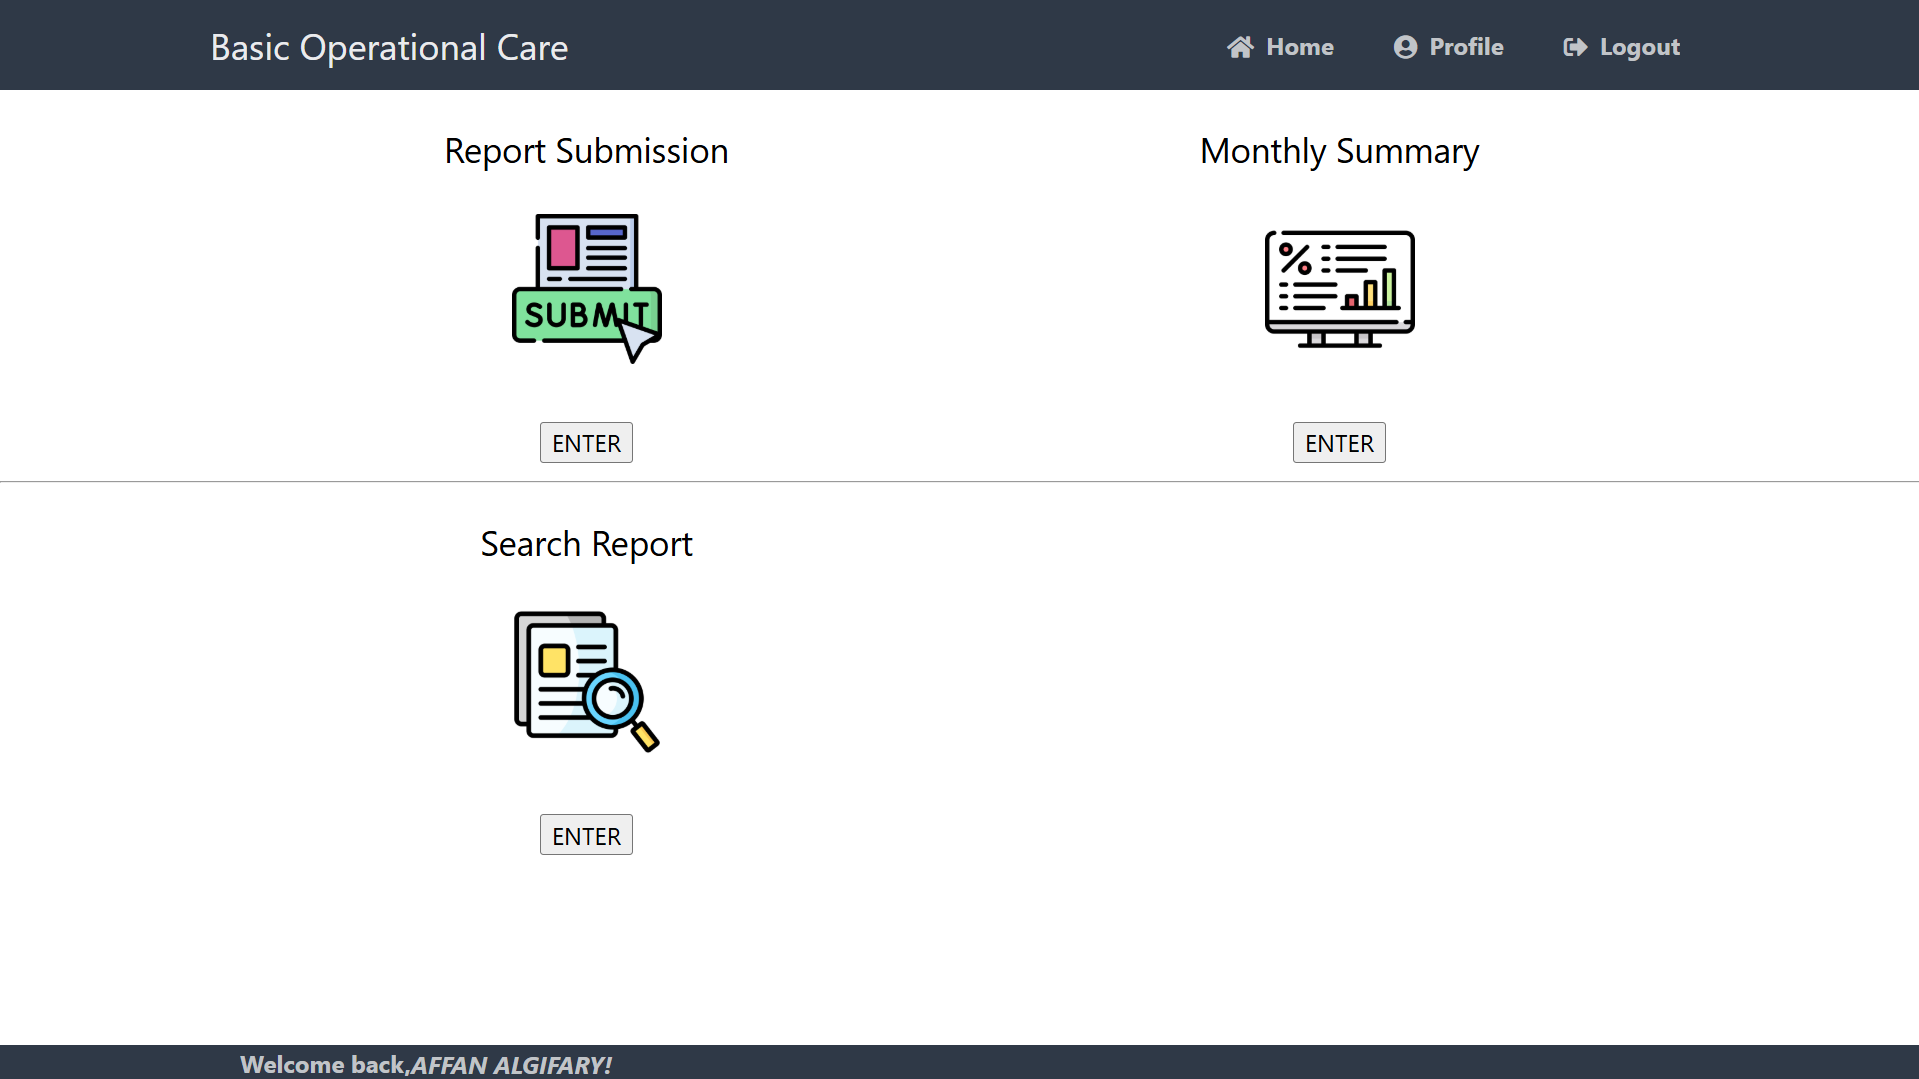 Basic Operational Care
Home Profile Logout
Report Submission
Monthly Summary
SUBMIT
%
ENTER
ENTER
Search Report
ENTER
Welcome back,AFFAN ALGIFARY!